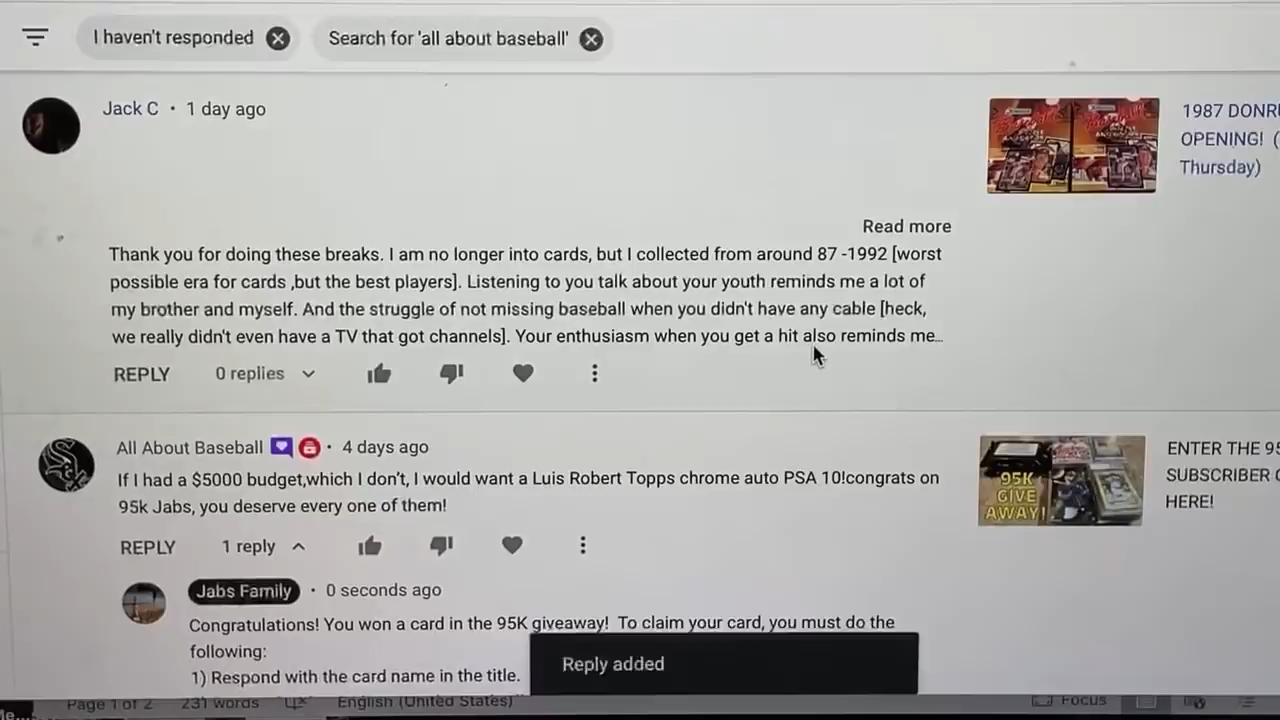 I haven't responded
Search for 'all about baseball'
Jack C • 1 day ago
1987 DONRU
OPENING! (
Thursday)
Read more
Thank you for doing these breaks. I am no longer into cards, but I collected from around 87 -1992 [worst
possible era for cards ,but the best players]. Listening to you talk about your youth reminds me a lot of
my brother and myself. And the struggle of not missing baseball when you didn't have any cable [heck,
we really didn't even have a TV that got channels]. Your enthusiasm when you get a hit also reminds me…
REPLY 0 replies
All About Baseball • 4 days ago
If I had a $5000 budget,which I don't, I would want a Luis Robert Topps chrome auto PSA 10!congrats on
95k Jabs, you deserve every one of them!
95K
GIVE
AWAY!
ENTER THE 95
SUBSCRIBER
HERE!
REPLY 1 reply
Jabs Family • 0 seconds ago
Congratulations! You won a card in the 95K giveaway! To claim your card, you must do the
following:
1) Respond with the card name in the title.
Reply added
Page 1 of 2 231 words English (United States) Focus